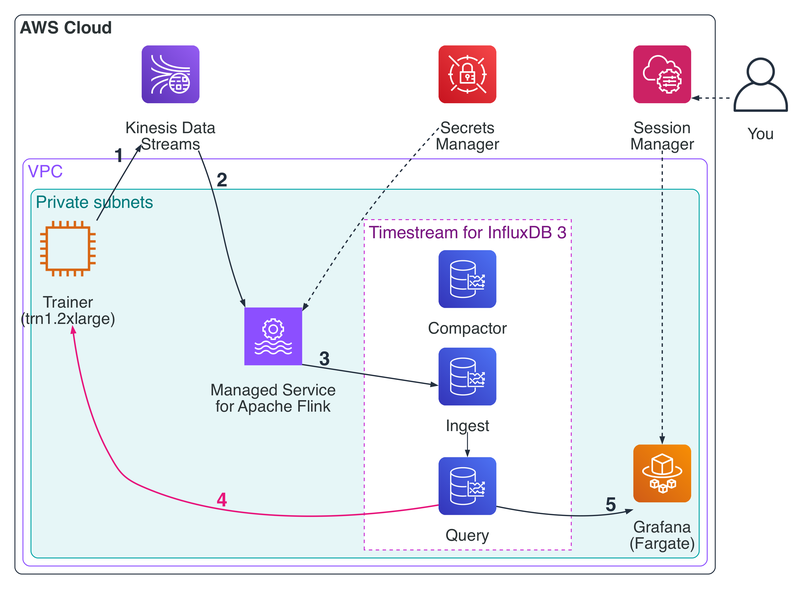 AWS Cloud
Kinesis Data
Streams
Secrets
Manager
Session
Manager
You
1
2
VPC
Private subnets
Timestream for InfluxDB 3
Trainer
(trn1.2xlarge)
Compactor
3
Managed Service
for Apache Flink
Ingest
4
5
Query
Grafana
(Fargate)